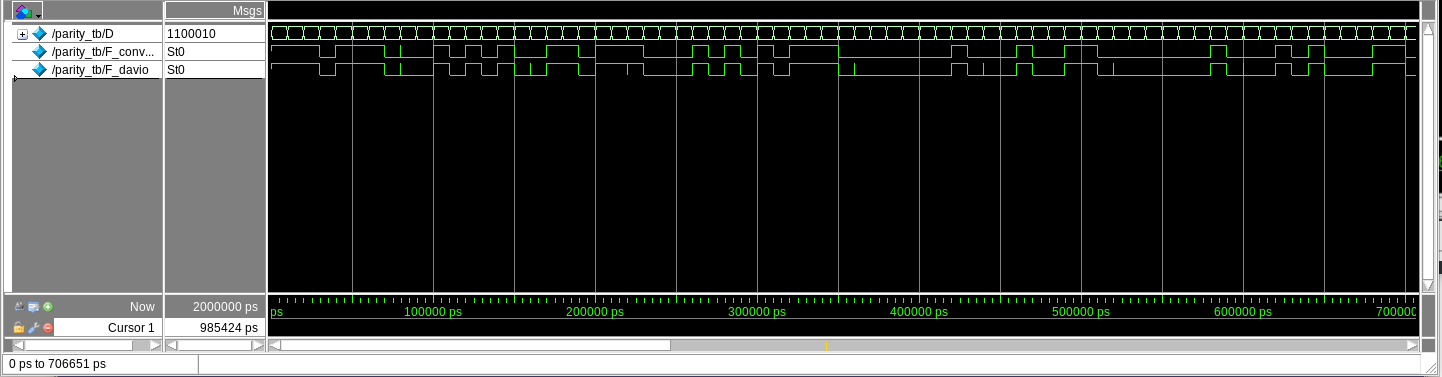 Msgs
/parity_tb/D 1100010
/parity_tb/F_conv... St0
/parity_tb/F_davio St0
Now 2000000 ps ps 100000 ps 200000 ps 300000 ps 400000 ps 500000 ps 600000 ps 700000
Cursor 1 985424 ps
0 ps to 706651 ps